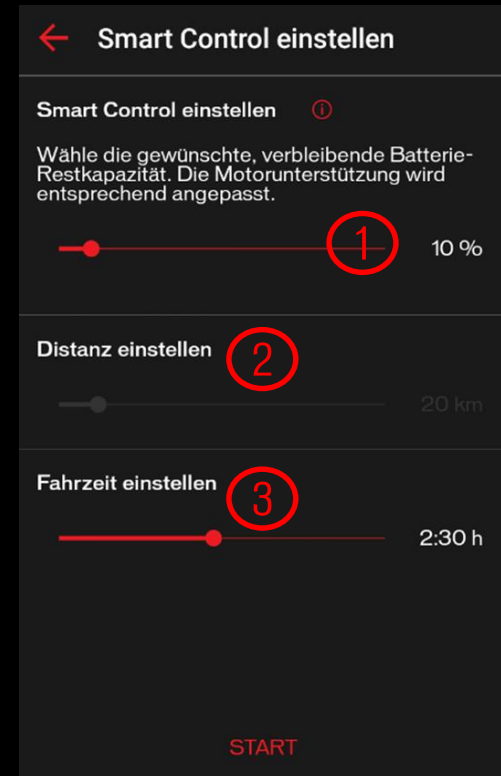 Smart Control einstellen
Smart Control einstellen
Wähle die gewünschte, verbleibende Batterie-
Restkapazität. Die Motorunterstützung wird
entsprechend angepasst.
1 10 %
Distanz einstellen 2
20 km
Fahrzeit einstellen 3
2:30 h
START